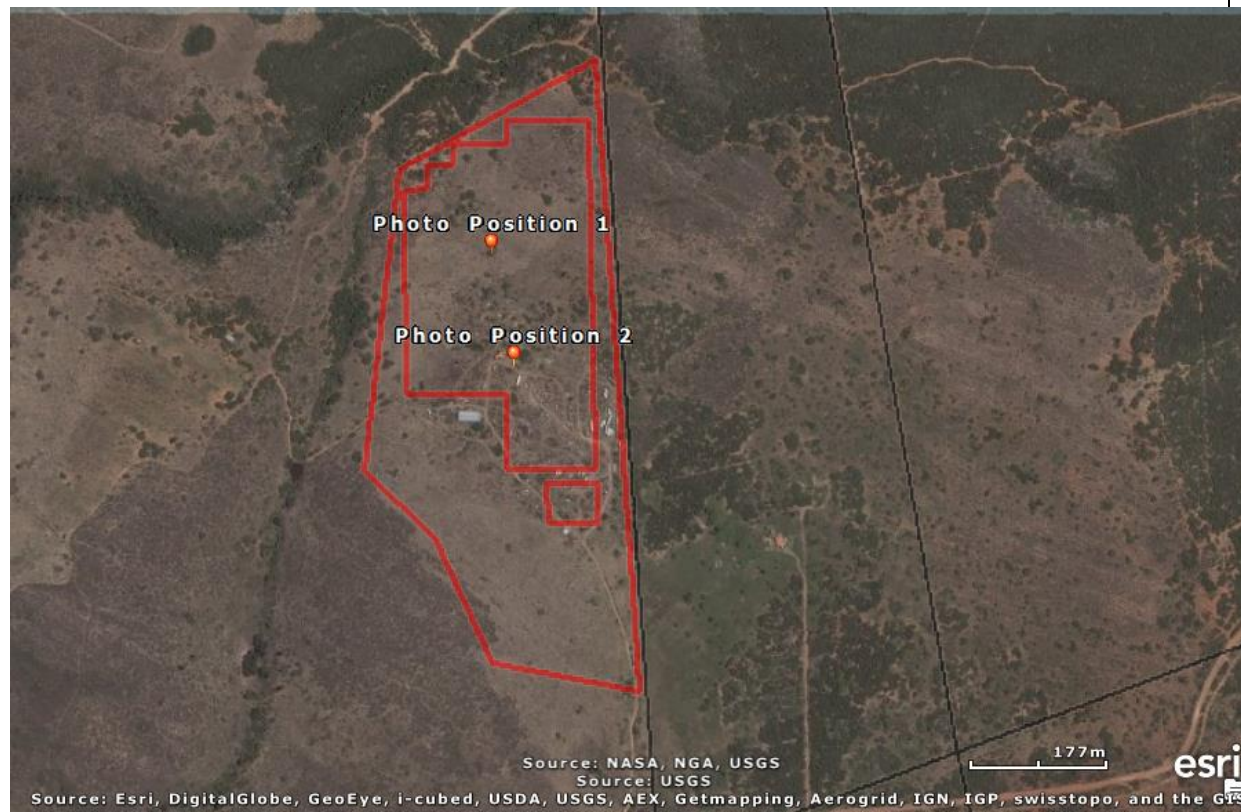 Photo Position 1
Photo Position 2
177m
Source: NASA, NGA, USGS
Source: USGS
esri
Source: Esri, DigitalGlobe, GeoEye, i-cubed, USDA, USGS, AEX, Getmapping, Aerogrid, IGN, IGP, swisstopo, and the GIS